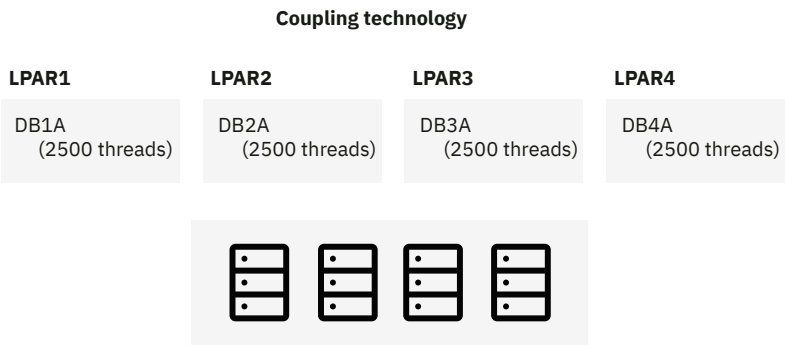 Coupling technology
LPAR1
LPAR2
LPAR3
LPAR4
DB1A
(2500 threads)
DB2A
(2500 threads)
DB3A
(2500 threads)
DB4A
(2500 threads)